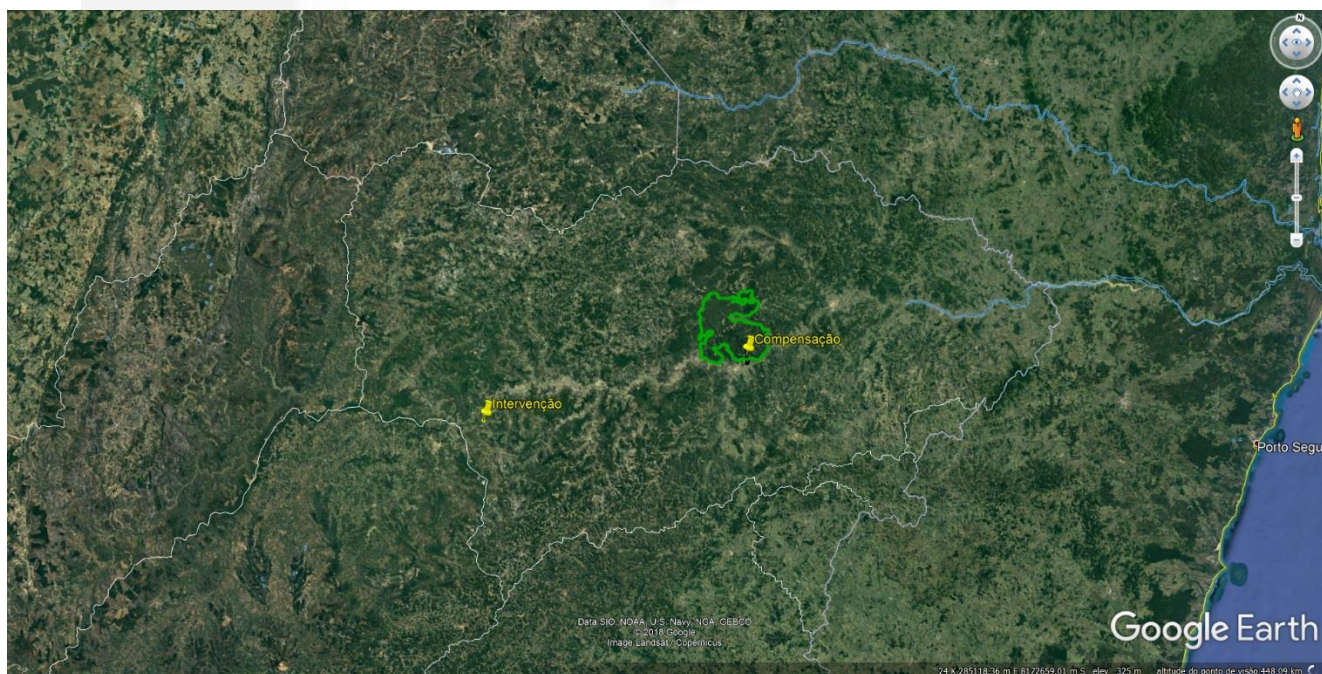 N
Compensação
Intervenção
Porto Segu
Data SIO, NOAA, U.S. Navy, NGA, GEBCO
© 2018 Google
Image Landsat / Copernicus
Google Earth
24 K 285118.36 m E 8172659.01 m S elev 325 m altitude do ponto de visão 448.09 km